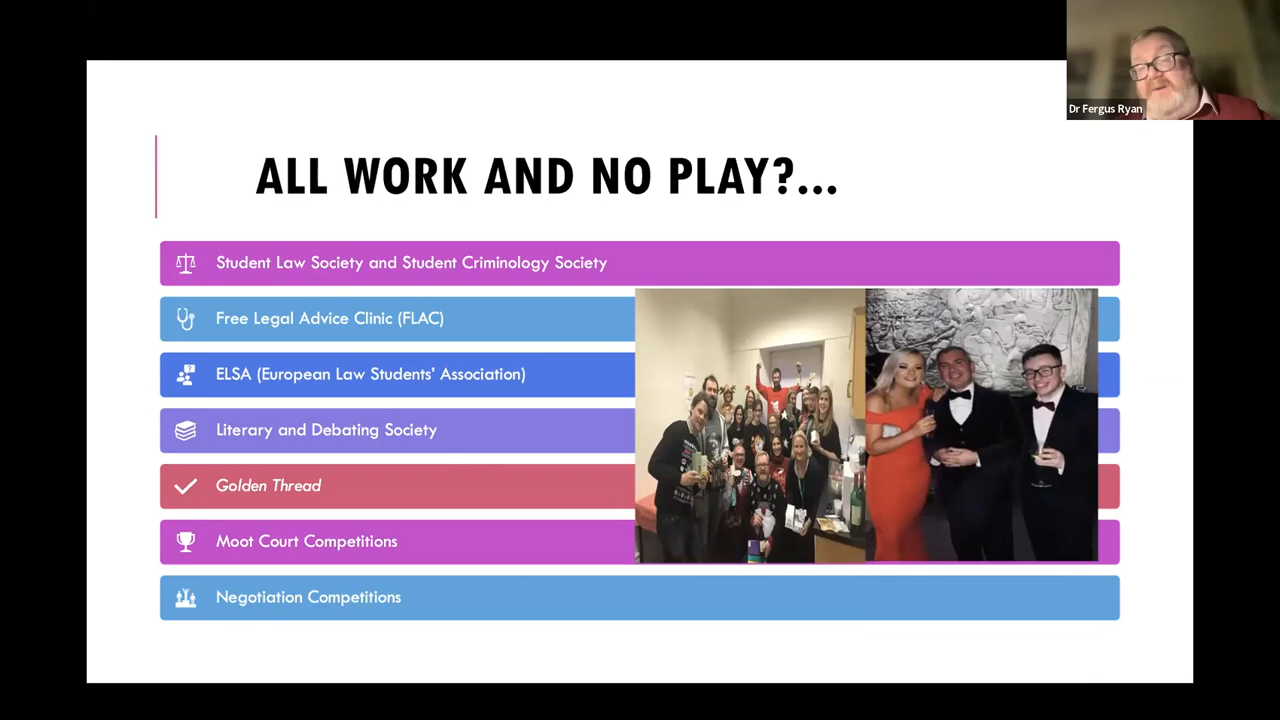 Dr Fergus Ryan
ALL WORK AND NO PLAY?...
Student Law Society and Student Criminology Society
Free Legal Advice Clinic (FLAC)
ELSA (European Law Students' Association)
Literary and Debating Society
Golden Thread
Moot Court Competitions
Negotiation Competitions